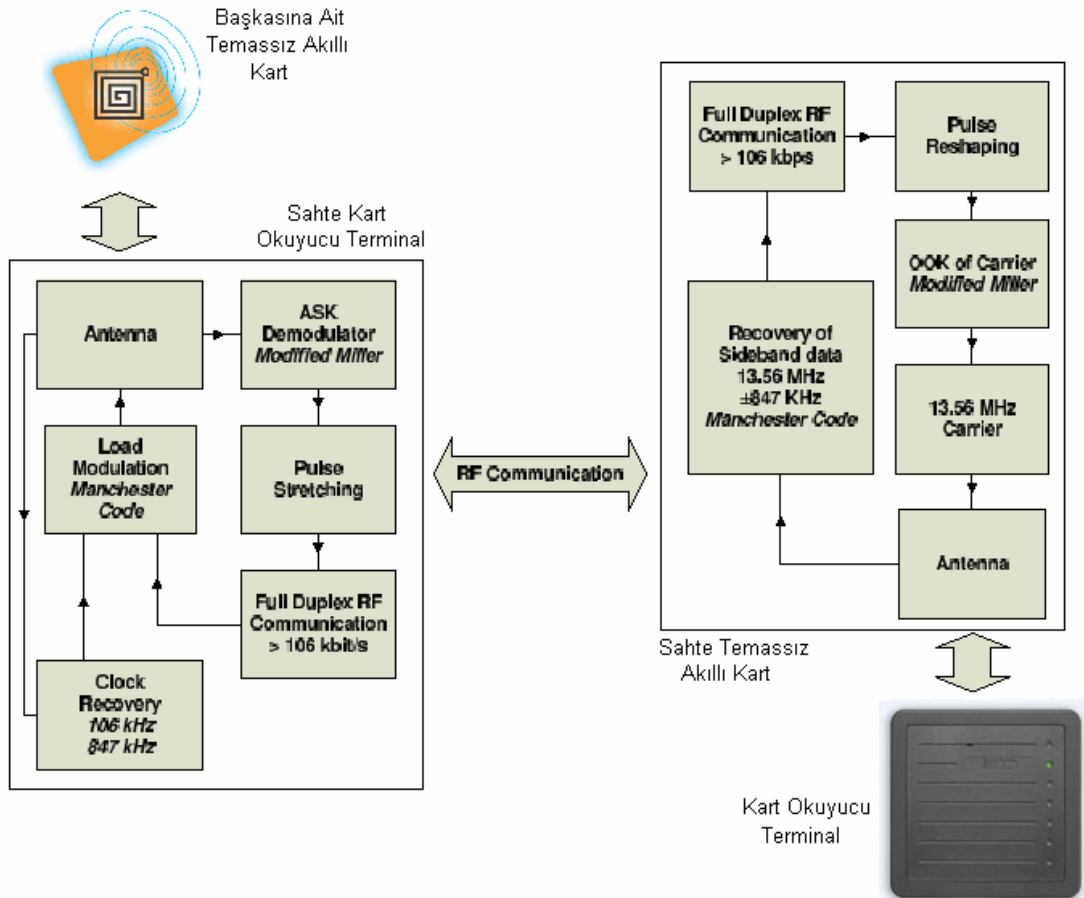 Başkasına Ait
Temassız Akıllı
Kart
Sahte Kart
Okuyucu Terminal
Antenna
ASK
Demodulator
Modified Miller
Load
Modulation
Manchester
Code
Pulse
Stretching
Full Duplex RF
Communication
> 106 kbit/s
Clock
Recovery
106 kHz
847 kHz
RF Communication
Full Duplex RF
Communication
> 106 kbps
Pulse
Reshaping
OOK of Carrier
Modified Miller
Recovery of
Sideband data
13.56 MHz
±847 KHz
Manchester Code
13.56 MHz
Carrier
Antenna
Sahte Temassız
Akıllı Kart
Kart Okuyucu
Terminal